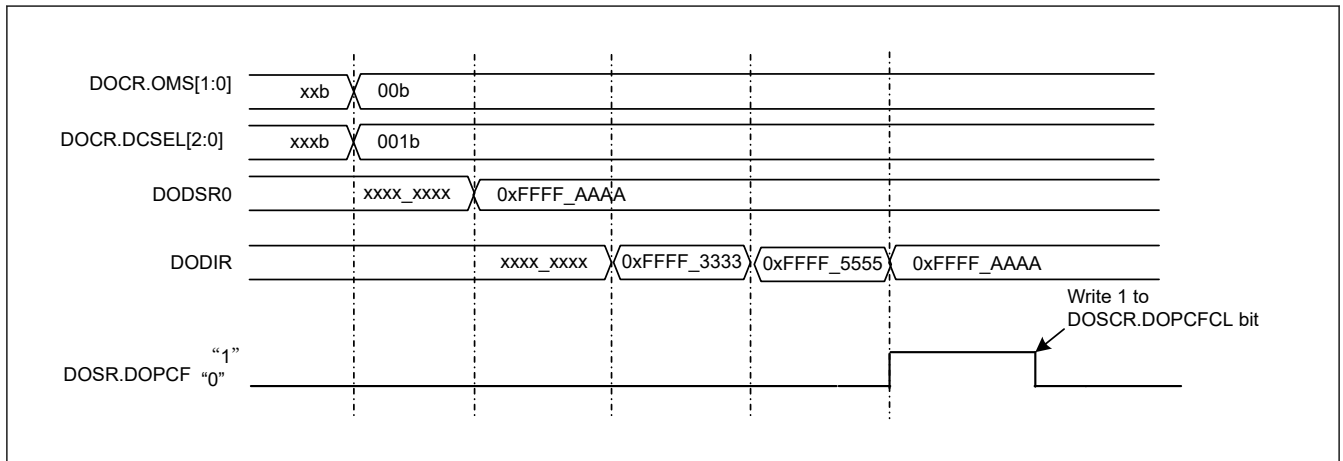 DOCR.OMS[1:0] xxb 00b
DOCR.DCSEL[2:0] xxxb 001b
DODSR0 xxxx_xxxx 0xFFFF_AAAA
DODIR xxxx_xxxx 0xFFFF_3333 0xFFFF_5555 0xFFFF_AAAA
Write 1 to
DOSCR.DOPCFCL bit
“1”
DOSR.DOPCF “0”